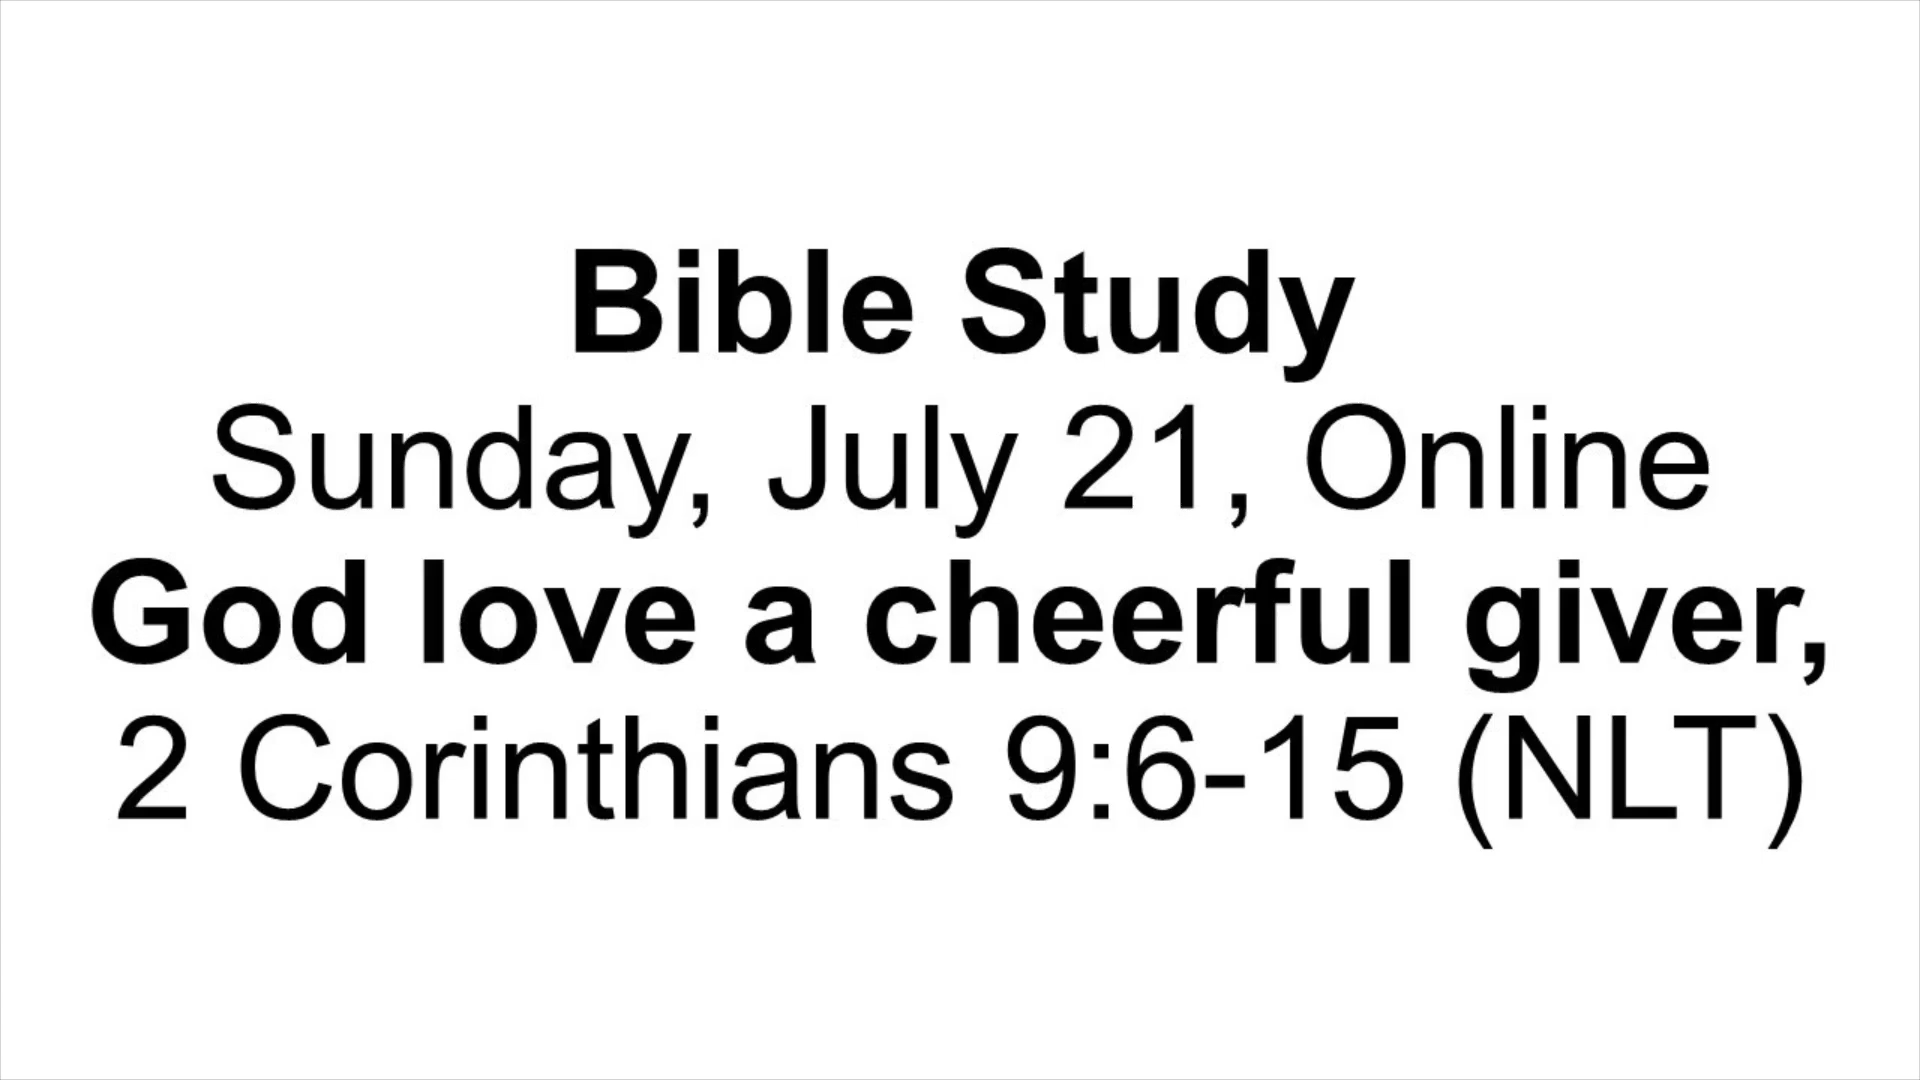 Bible Study
Sunday, July 21, Online
God love a cheerful giver,
2 Corinthians 9:6-15 (NLT)